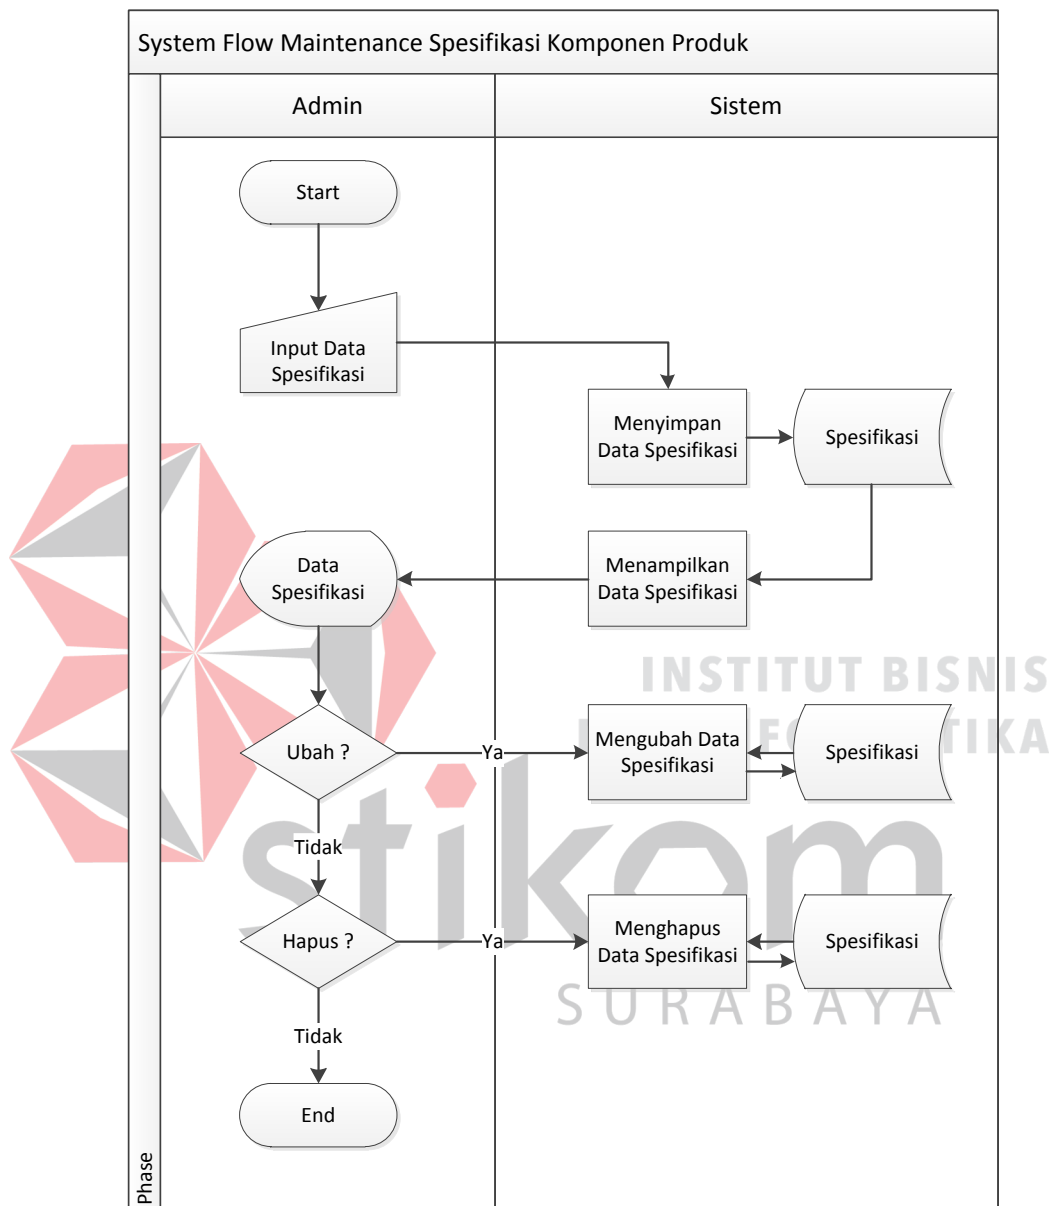 System Flow Maintenance Spesifikasi Komponen Produk
Admin
Sistem
Start
Input Data
Spesifikasi
Menyimpan
Data Spesifikasi
Spesifikasi
Data
Spesifikasi
Menampilkan
Data Spesifikasi
INSTITUT BISNIS
Ubah ?
Ya
Mengubah Data
Spesifikasi
Spesifikasi
Tidak
stikom
Hapus ?
Ya
Menghapus
Data Spesifikasi
Spesifikasi
SURABAYA
Tidak
End
Phase